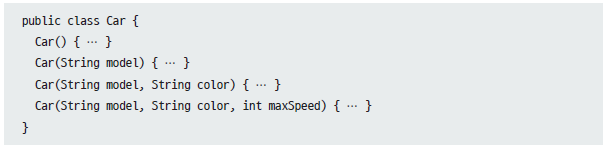 public class Car {
Car() { ⋯ }
Car(String model) { ⋯ }
Car(String model, String color) { ⋯ }
Car(String model, String color, int maxSpeed) { ⋯ }
}